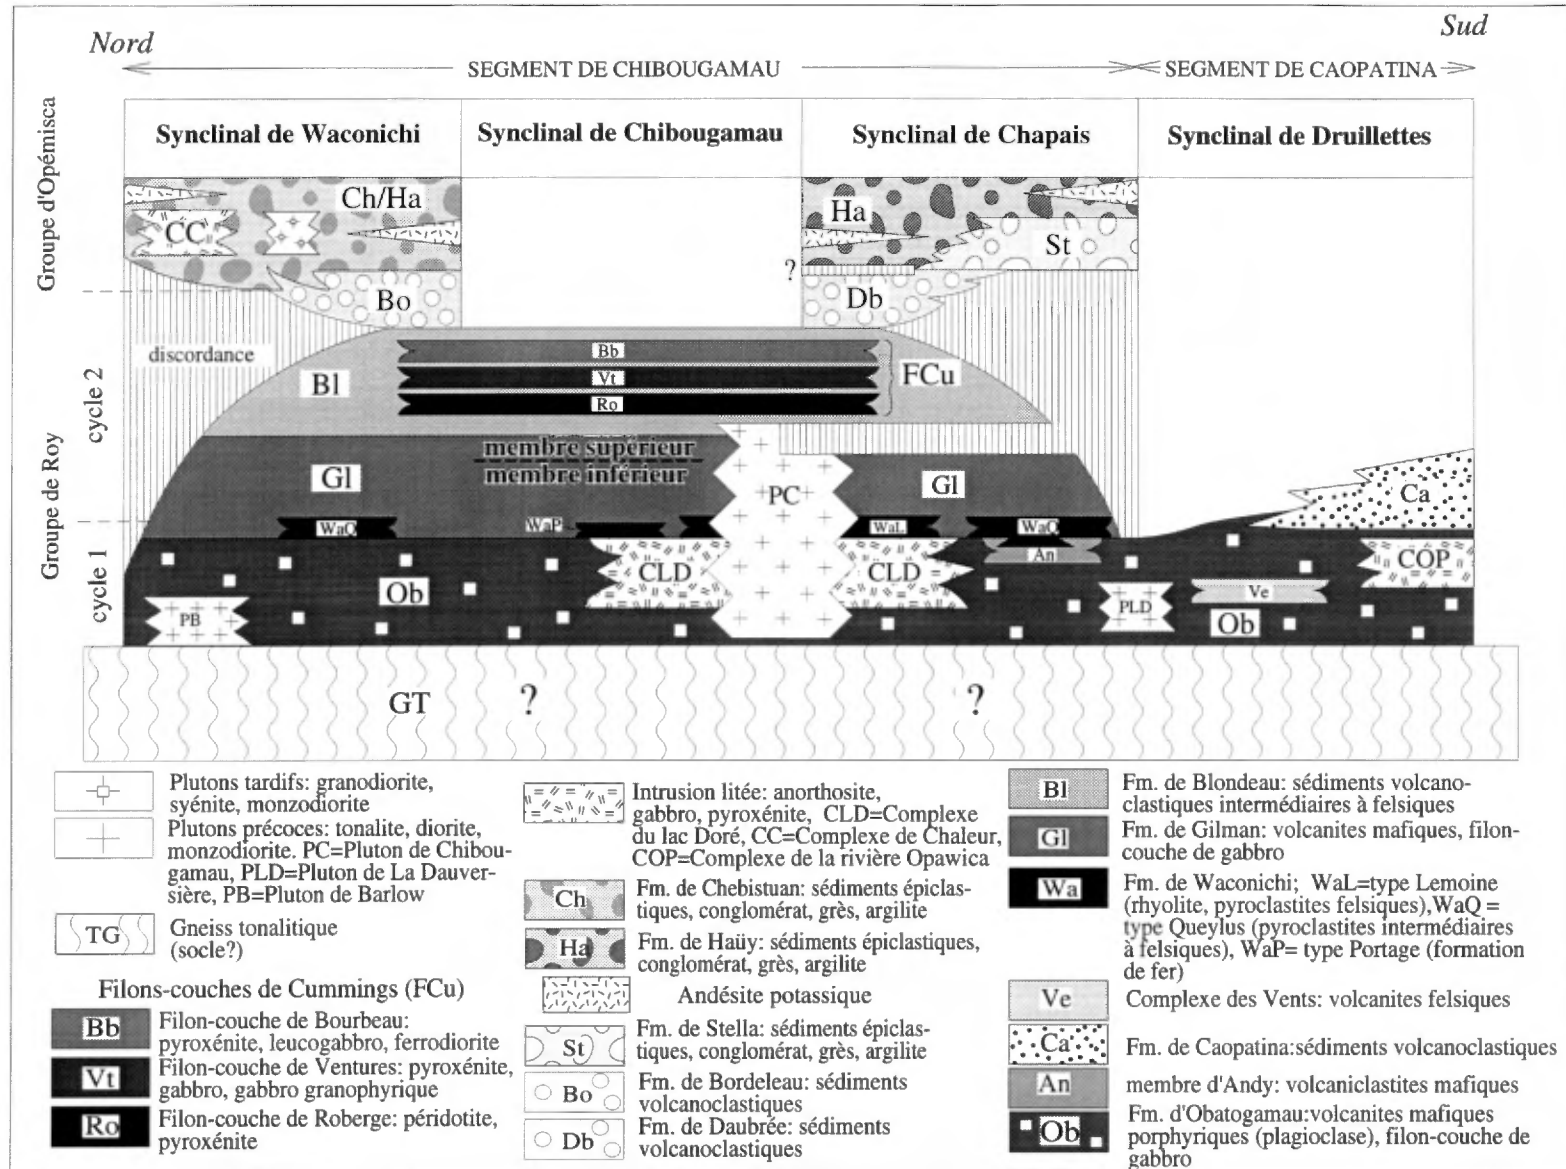 Nord
Sud
SEGMENT DE CHIBOUGAMAU
SEGMENT DE CAOPATINA
Synclinal de Waconichi
Synclinal de Chibougamau
Synclinal de Chapais
Synclinal de Druillettes
Groupe d'Opémisca
Ch/Ha
CC
Bo
Ha
St
?
Db
discordance
Groupe de Roy
cycle 2
cycle 1
Bl
Bb
Vt
Ro
FCu
membre supérieur
membre inférieur
Gl
PC
Gl
Ca
WaQ
WaP
WaL
WaQ
An
Ob
CLD
CLD
COP
PB
PLD
Ve
Ob
GT
?
?
Plutons tardifs: granodiorite,
syénite, monzodiorite
Plutons précoces: tonalite, diorite,
monzodiorite. PC=Pluton de Chibou-
gamau, PLD=Pluton de La Dauver-
sière, PB=Pluton de Barlow
TG
Gneiss tonalitique
(socle?)
Filons-couches de Cummings (FCu)
Bb
Filon-couche de Bourbeau:
pyroxénite, leucogabbro, ferrodiorite
Vt
Filon-couche de Ventures: pyroxénite,
gabbro, gabbro granophyrique
Ro
Filon-couche de Roberge: péridotite,
pyroxénite
Intrusion litée: anorthosite,
gabbro, pyroxénite, CLD=Complexe
du lac Doré, CC=Complexe de Chaleur,
COP=Complexe de la rivière Opawica
Ch
Fm. de Chebistuan: sédiments épiclas-
tiques, conglomérat, grès, argilite
Ha
Fm. de Haüy: sédiments épiclastiques,
conglomérat, grès, argilite
Andésite potassique
St
Fm. de Stella: sédiments épiclas-
tiques, conglomérat, grès, argilite
Bo
Fm. de Bordeleau: sédiments
volcanoclastiques
Db
Fm. de Daubrée: sédiments
volcanoclastiques
Bl
Fm. de Blondeau: sédiments volcano-
clastiques intermédiaires à felsiques
Gl
Fm. de Gilman: volcanites mafiques, filon-
couche de gabbro
Wa
Fm. de Waconichi; WaL=type Lemoine
(rhyolite, pyroclastites felsiques),WaQ =
type Queylus (pyroclastites intermédiaires
à felsiques), WaP= type Portage (formation
de fer)
Ve
Complexe des Vents: volcanites felsiques
Ca
Fm. de Caopatina:sédiments volcanoclastiques
An
membre d'Andy: volcaniclastites mafiques
Ob
Fm. d'Obatogamau:volcanites mafiques
porphyriques (plagioclase), filon-couche de
gabbro